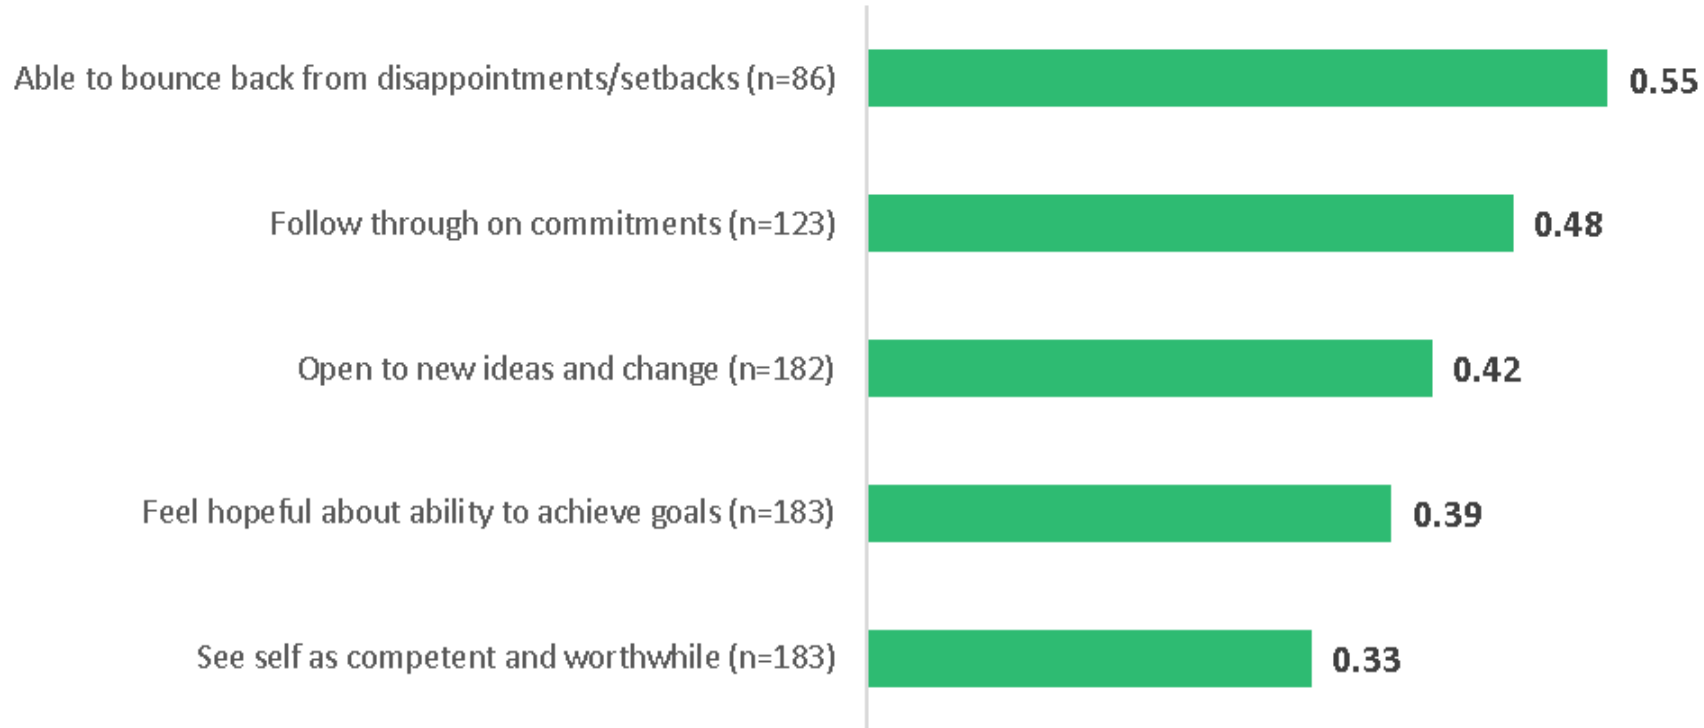 Able to bounce back from disappointments/setbacks (n=86) 0.55
Follow through on commitments (n=123) 0.48
Open to new ideas and change (n=182) 0.42
Feel hopeful about ability to achieve goals (n=183) 0.39
See self as competent and worthwhile (n=183) 0.33